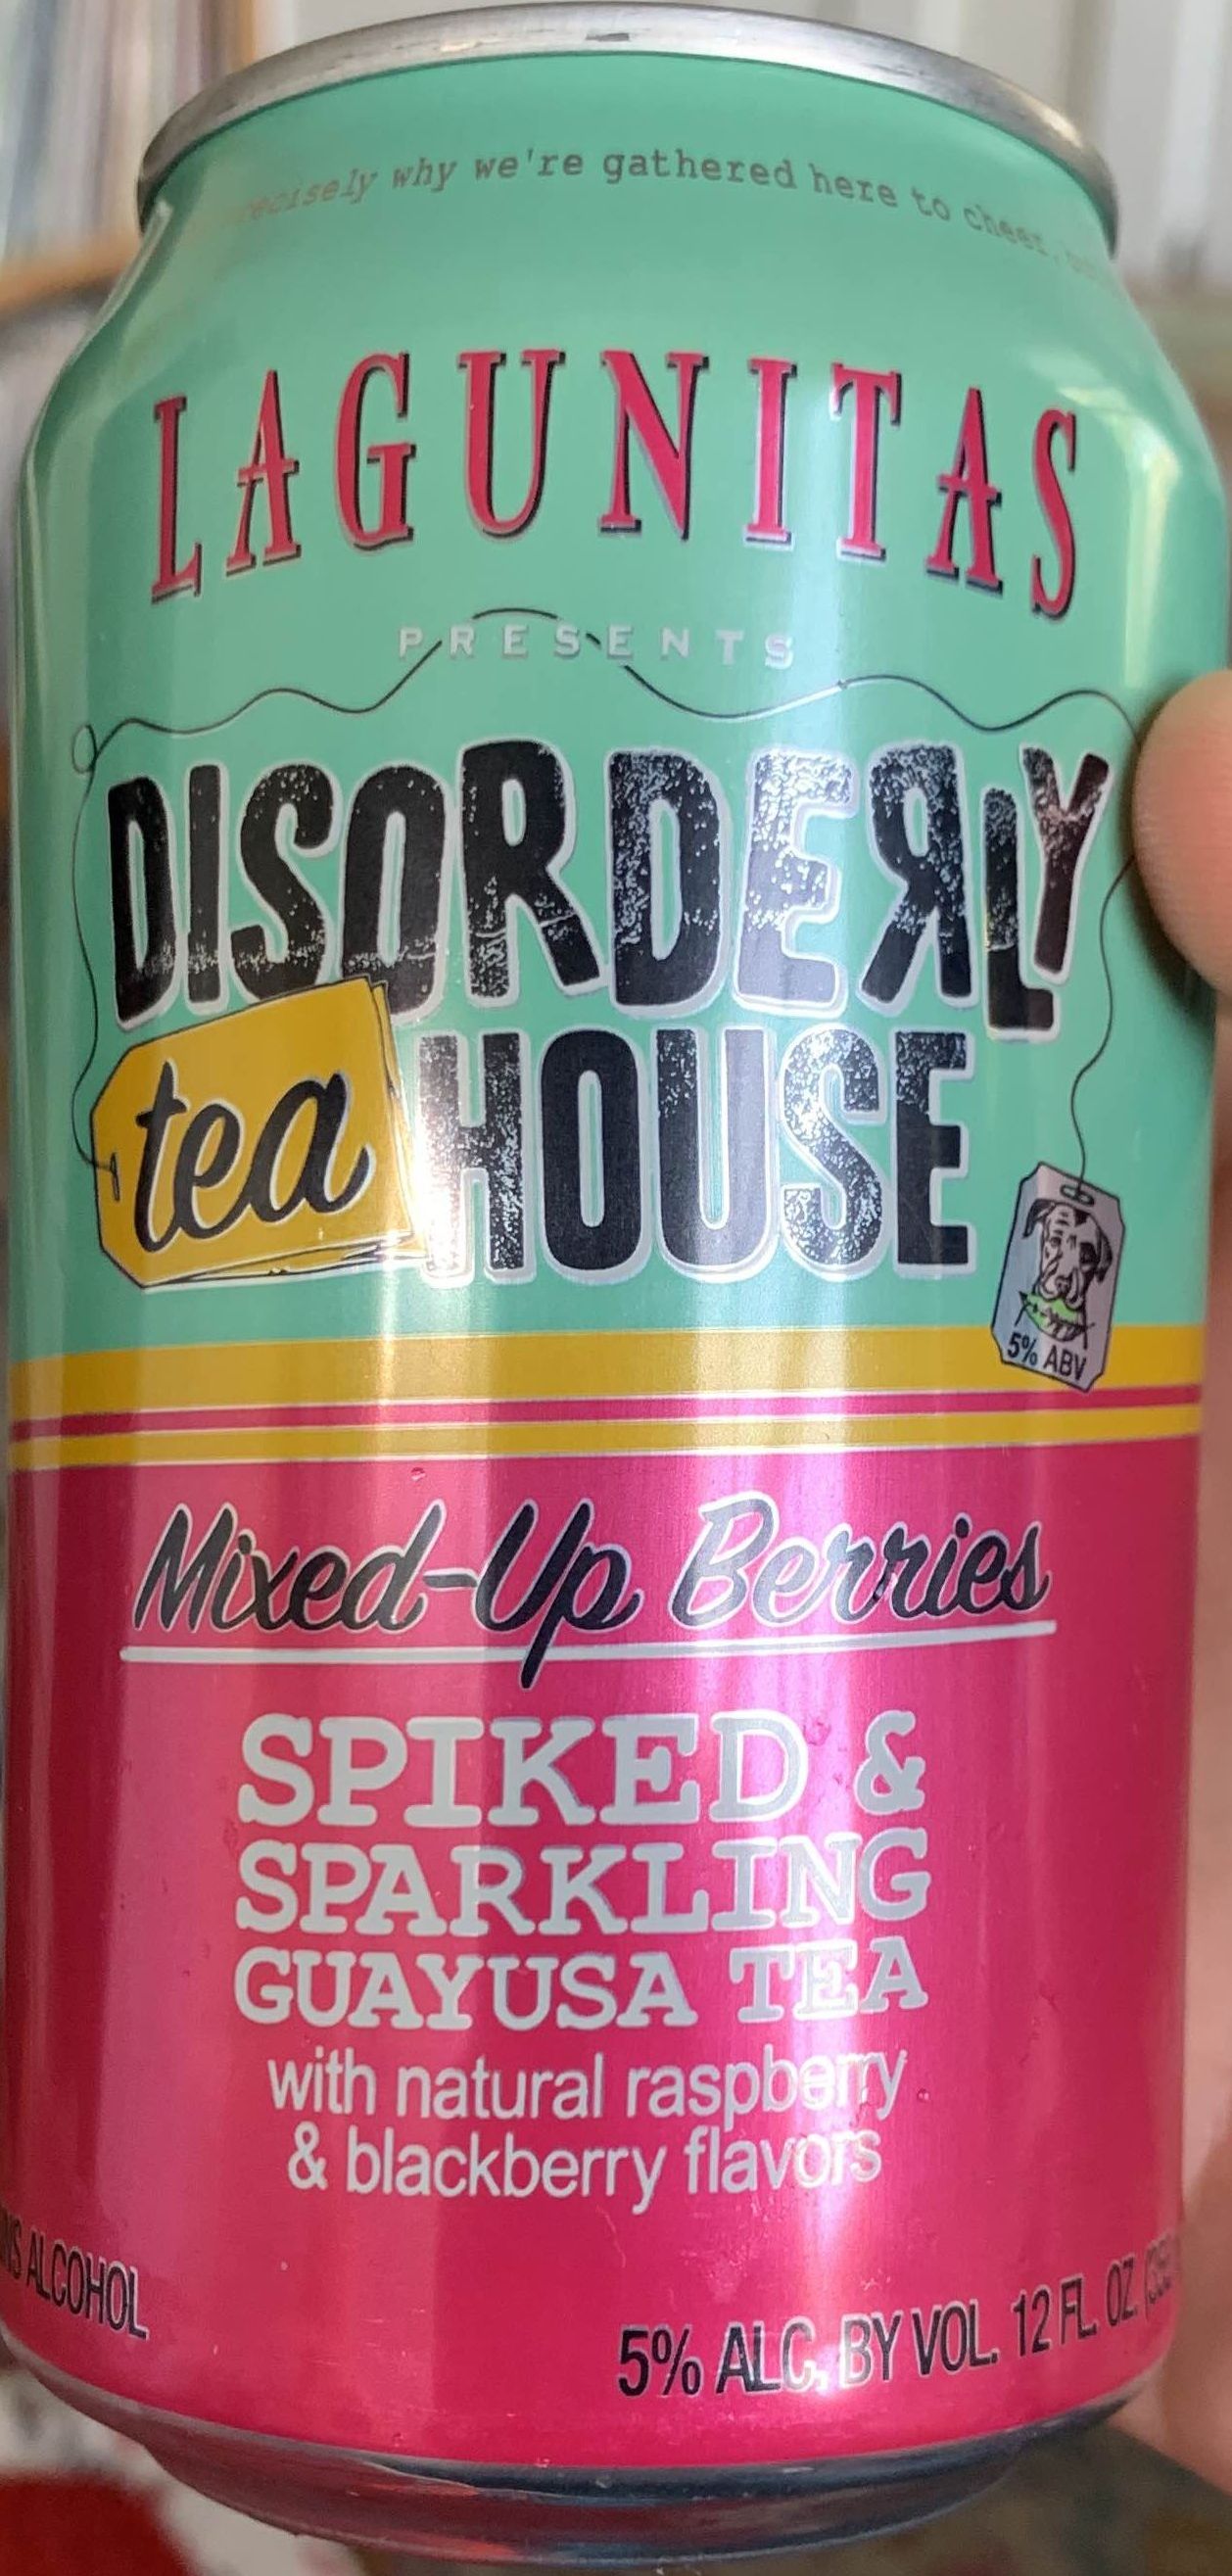 why we're gathered here to cheer,
LAGUNITAS
PRESENTS
DISORDERLY
tea HOUSE
5% ABV
Mixed-Up Berries
SPIKED &
SPARKLING
GUAYUSA TEA
with natural raspberry
& blackberry flavors
ALCOHOL
5% ALC. BY VOL. 12 FL. OZ.